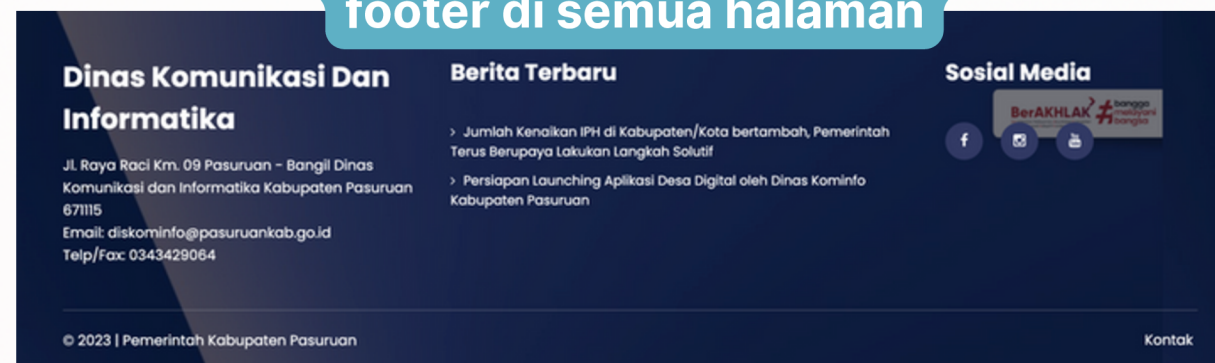 footer di semua halaman
Dinas Komunikasi Dan
Informatika
Jl. Raya Raci Km. 09 Pasuruan - Bangil Dinas
Komunikasi dan Informatika Kabupaten Pasuruan
671115
Email: diskominfo@pasuruankab.go.id
Telp/Fax: 0343429064
Berita Terbaru
› Jumlah Kenaikan IPH di Kabupaten/Kota bertambah, Pemerintah
Terus Berupaya Lakukan Langkah Solutif
› Persiapan Launching Aplikasi Desa Digital oleh Dinas Kominfo
Kabupaten Pasuruan
Sosial Media
BerAKHLAK
# bangga
melayani
bangsa
© 2023 | Pemerintah Kabupaten Pasuruan
Kontak